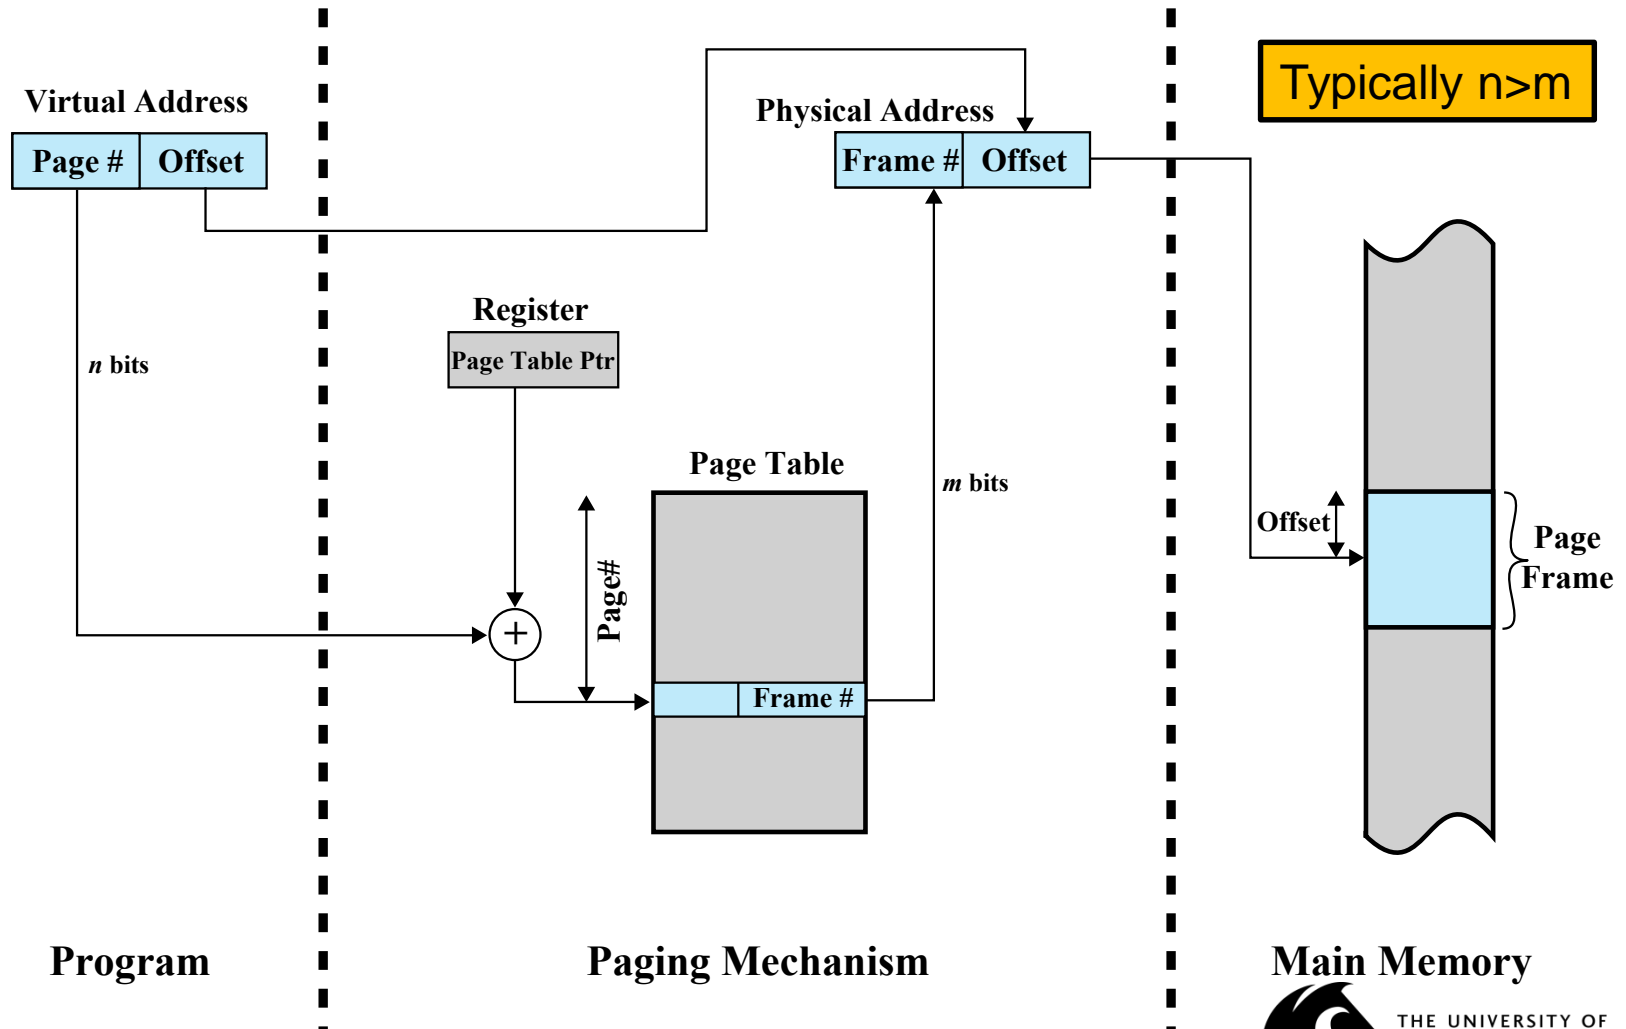 Typically n>m
Virtual Address
Physical Address
Page #
Offset
Frame #
Offset
Register
Page Table Ptr
n bits
Page Table
m bits
Page#
Frame #
Offset
Page
Frame
Program
Paging Mechanism
Main Memory
THE UNIVERSITY OF